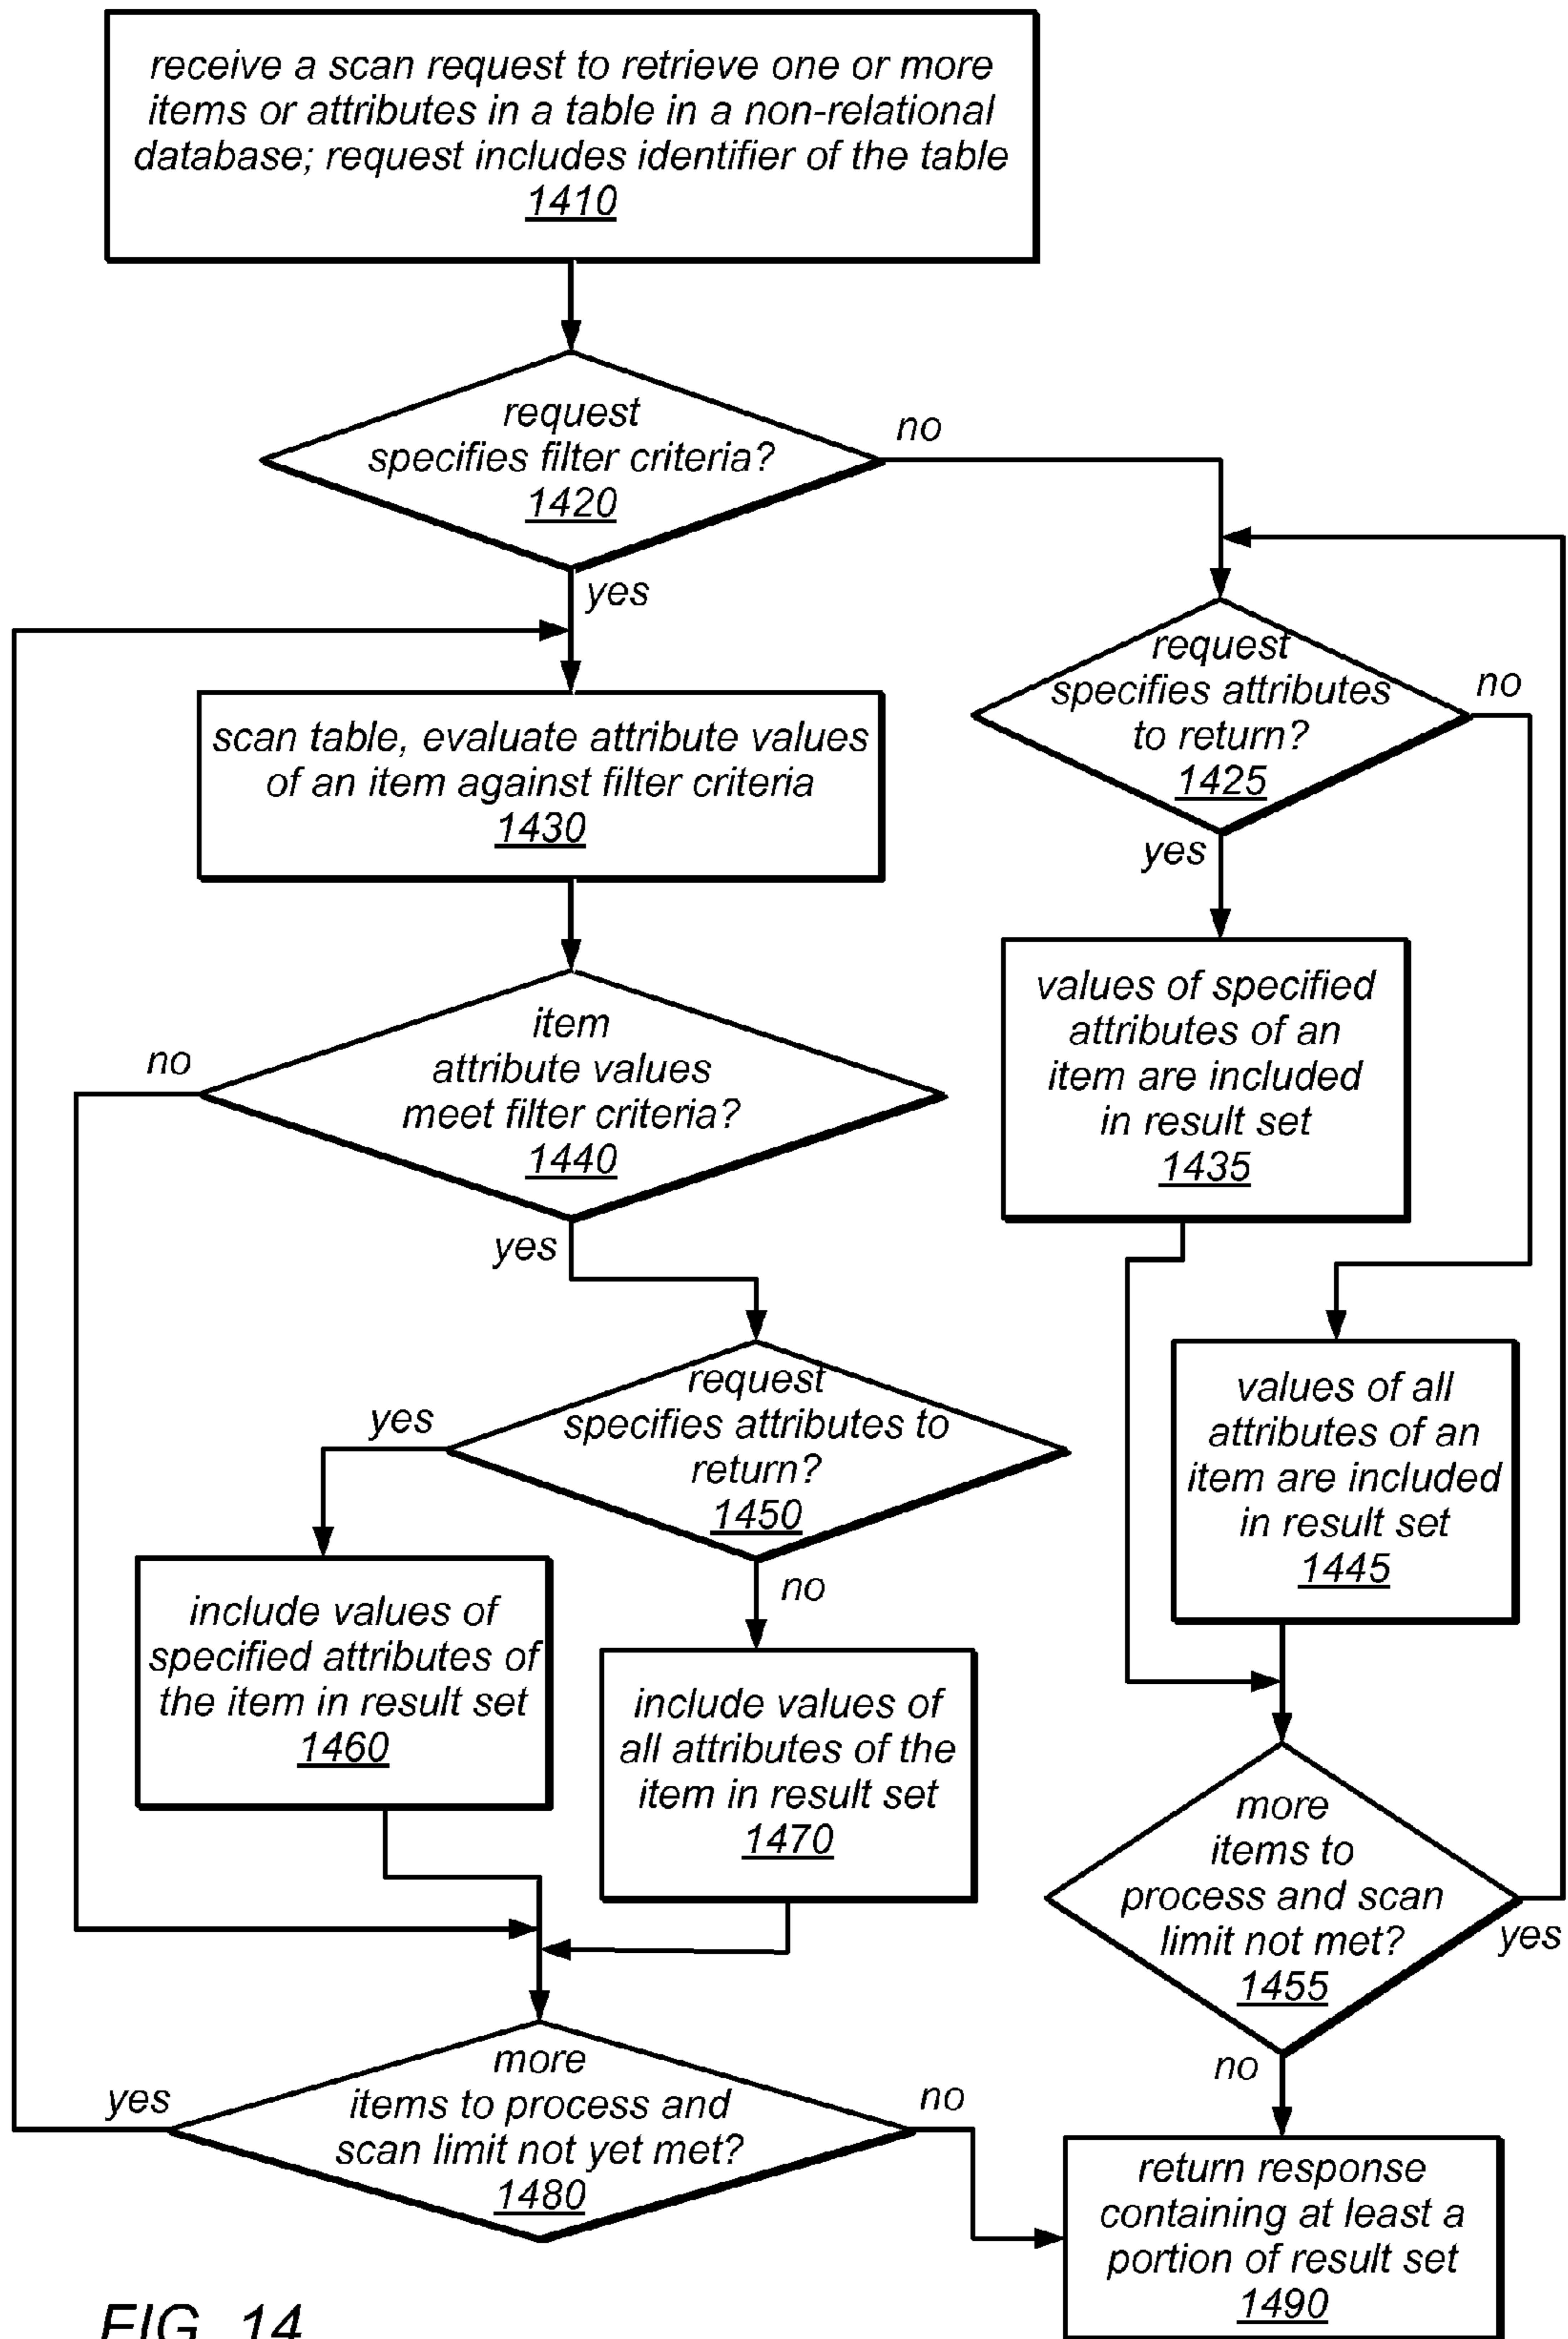 receive a scan request to retrieve one or more
items or attributes in a table in a non-relational
database; request includes identifier of the table
1410
request
specifies filter criteria?
1420
no
yes
scan table, evaluate attribute values
of an item against filter criteria
1430
request
specifies attributes
to return?
1425
no
yes
item
attribute values
meet filter criteria?
1440
no
yes
values of specified
attributes of an
item are included
in result set
1435
request
specifies attributes to
return?
1450
yes
no
values of all
attributes of an
item are included
in result set
1445
include values of
specified attributes of
the item in result set
1460
include values of
all attributes of the
item in result set
1470
more
items to
process and scan
limit not met?
1455
yes
no
more
items to process and
scan limit not yet met?
1480
yes
no
return response
containing at least a
portion of result set
1490
FIG. 14